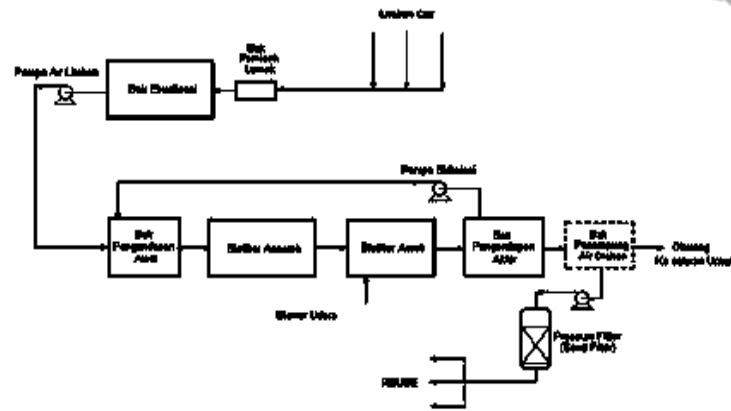 Limbah Cair
Bak
Pemisah
Lemak
Pompa Air Limbah
Bak Ekualisasi
Pompa Sirkulasi
Bak
Pengendapan
Awal
Biofilter Anaerob
Biofilter Aerob
Bak
Pengendapan
Akhir
Bak
Penampung
Air Olahan
Dibuang
Ke saluran Umum
Blower Udara
Pressure Filter
(Sand Filter)
REUSE